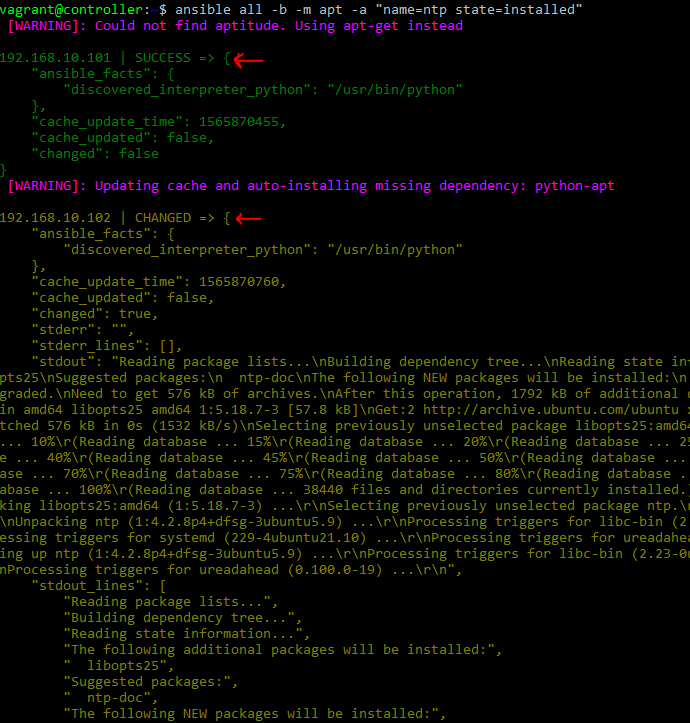 vagrant@controller:~$ ansible all -b -m apt -a "name=ntp state=installed"
 [WARNING]: Could not find aptitude. Using apt-get instead
192.168.10.101 | SUCCESS => {
    "ansible_facts": {
        "discovered_interpreter_python": "/usr/bin/python"
    },
    "cache_update_time": 1565870455,
    "cache_updated": false,
    "changed": false
}
 [WARNING]: Updating cache and auto-installing missing dependency: python-apt
192.168.10.102 | CHANGED => {
    "ansible_facts": {
        "discovered_interpreter_python": "/usr/bin/python"
    },
    "cache_update_time": 1565870760,
    "cache_updated": false,
    "changed": true,
    "stderr": "",
    "stderr_lines": [],
    "stdout": "Reading package lists...\nBuilding dependency tree...\nReading state inf
pts25\nSuggested packages:\n  ntp-doc\nThe following NEW packages will be installed:\n
graded.\nNeed to get 576 kB of archives.\nAfter this operation, 1792 kB of additional d
in amd64 libopts25 amd64 1:5.18.7-3 [57.8 kB]\nGet:2 http://archive.ubuntu.com/ubuntu x
tched 576 kB in 0s (1532 kB/s)\nSelecting previously unselected package libopts25:amd64
... 10%\r(Reading database ... 15%\r(Reading database ... 20%\r(Reading database ... 25
e ... 40%\r(Reading database ... 45%\r(Reading database ... 50%\r(Reading database ...
ase ... 70%\r(Reading database ... 75%\r(Reading database ... 80%\r(Reading database ..
abase ... 100%\r(Reading database ... 38440 files and directories currently installed.)
king libopts25:amd64 (1:5.18.7-3) ...\r\nSelecting previously unselected package ntp.\r
\nUnpacking ntp (1:4.2.8p4+dfsg-3ubuntu5.9) ...\r\nProcessing triggers for libc-bin (2
essing triggers for systemd (229-4ubuntu21.10) ...\r\nProcessing triggers for ureadahea
ing up ntp (1:4.2.8p4+dfsg-3ubuntu5.9) ...\r\nProcessing triggers for libc-bin (2.23-0u
nProcessing triggers for ureadahead (0.100.0-19) ...\r\n",
    "stdout_lines": [
        "Reading package lists...",
        "Building dependency tree...",
        "Reading state information...",
        "The following additional packages will be installed:",
        "  libopts25",
        "Suggested packages:",
        "  ntp-doc",
        "The following NEW packages will be installed:",